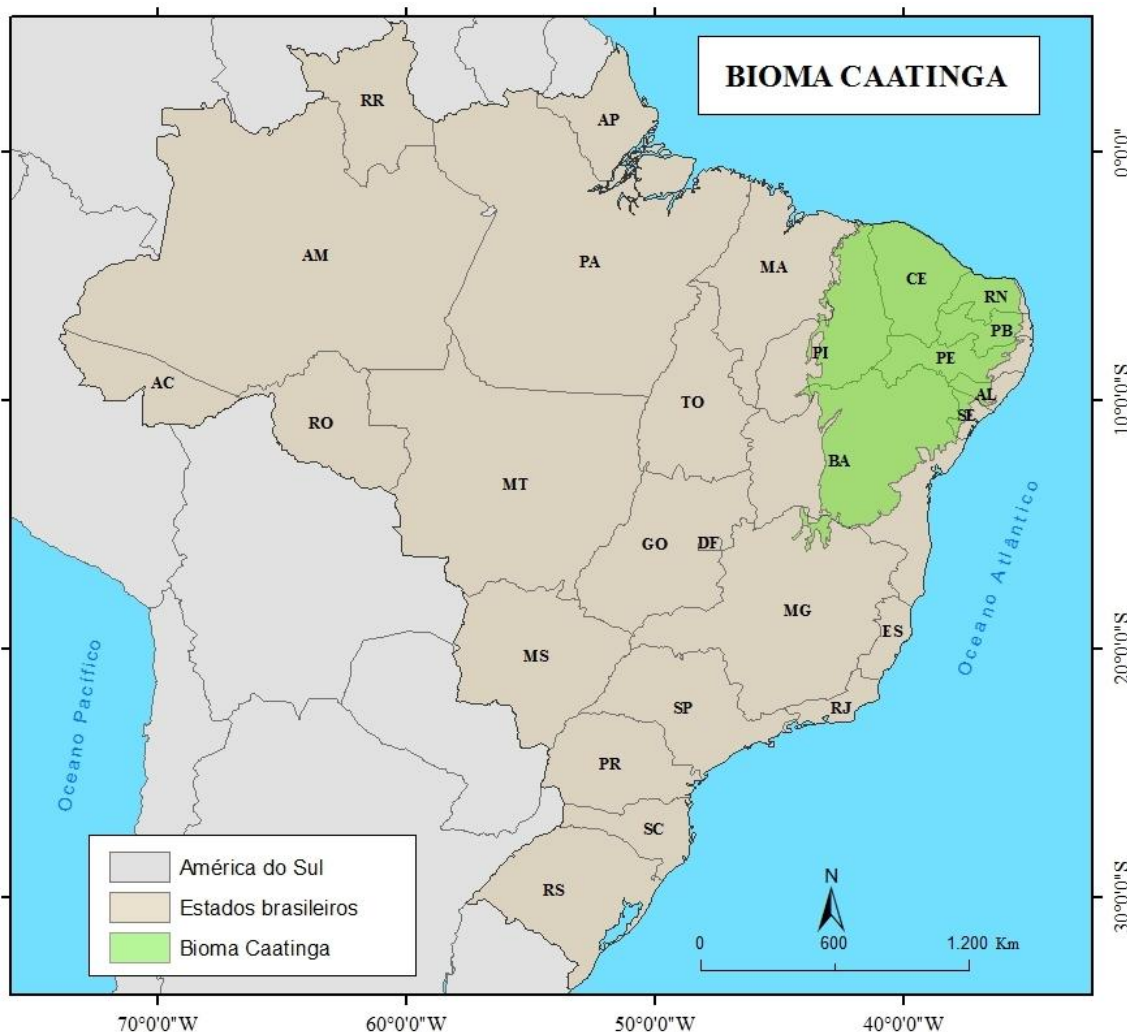 BIOMA CAATINGA
RR
AP
AM
PA
MA
CE
RN
PB
PI
PE
AC
AL
TO
SE
RO
BA
MT
GO
DF
MG
ES
MS
SP
RJ
PR
SC
RS
Oceano Pacífico
Oceano Atlântico
América do Sul
Estados brasileiros
Bioma Caatinga
N
0 600 1.200 Km
0°0'0"
10°0'0"S
20°0'0"S
30°0'0"S
70°0'0"W 60°0'0"W 50°0'0"W 40°0'0"W